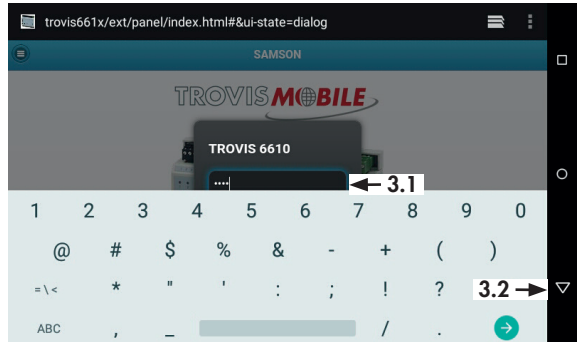 trovis661x/ext/panel/index.html#&ui-state=dialog
SAMSON
TROVIS MOBILE
TROVIS 6610
••••
3.1
1 2 3 4 5 6 7 8 9 0
@ # $ % & - + ( )
=\< * " ' : ; ! ?
3.2
ABC , _ / .